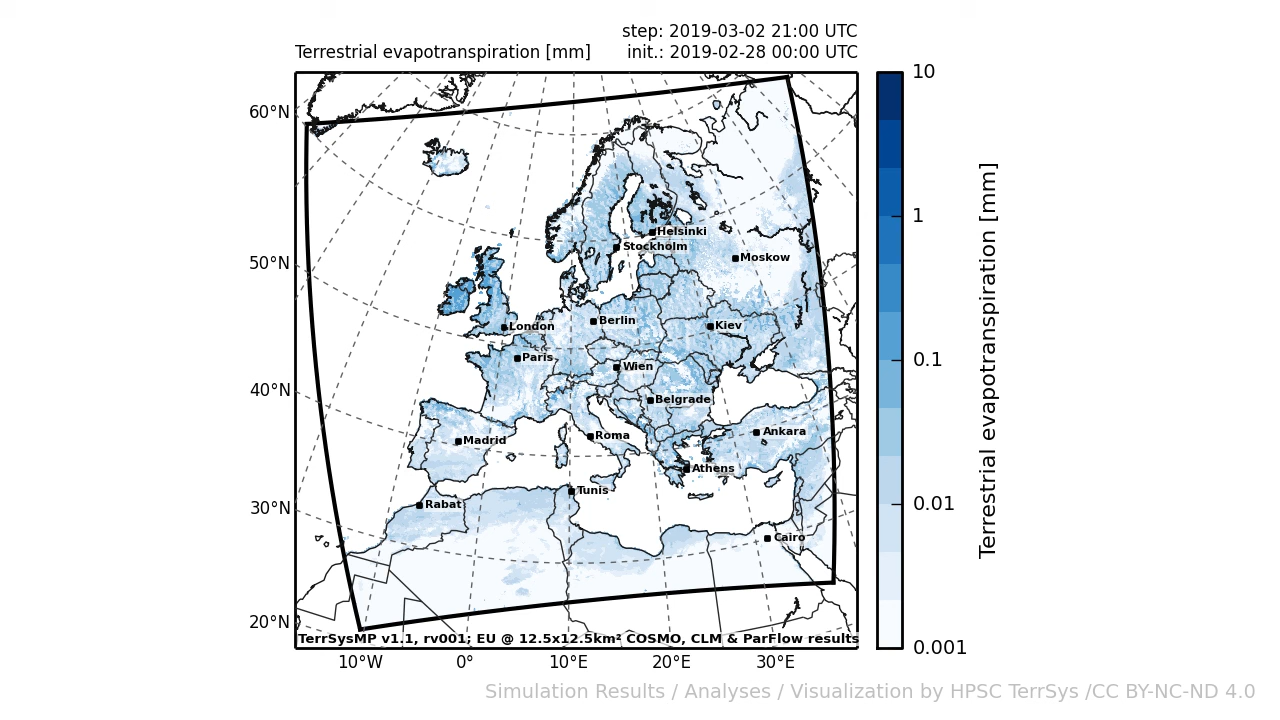 step: 2019-03-02 21:00 UTC
Terrestrial evapotranspiration [mm] init.: 2019-02-28 00:00 UTC
10
60°N
1
50°N
0.1
40°N
0.01
30°N
20°N
0.001
Terrestrial evapotranspiration [mm]
Helsinki
Stockholm
Moskow
London
Berlin
Kiev
Paris
Wien
Belgrade
Madrid
Roma
Ankara
Athens
Tunis
Rabat
Cairo
TerrSysMP v1.1, rv001; EU @ 12.5x12.5km² COSMO, CLM & ParFlow results
10°W 0° 10°E 20°E 30°E
Simulation Results / Analyses / Visualization by HPSC TerrSys /CC BY-NC-ND 4.0